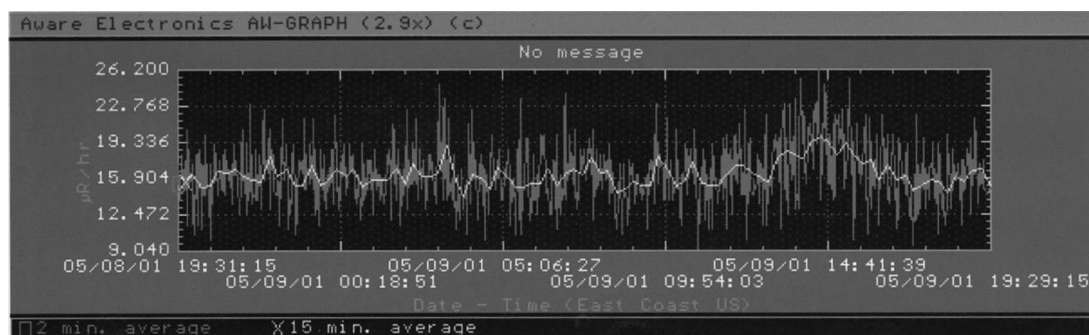 Aware Electronics AW-GRAPH (2.9x) (c)
No message
26.200
22.768
19.336
15.904
12.472
9.040
µR/hr
05/08/01 19:31:15 05/09/01 05:06:27 05/09/01 14:41:39
05/09/01 00:18:51 05/09/01 09:54:03 05/09/01 19:29:15
Date - Time (East Coast US)
2 min. average X15 min. average